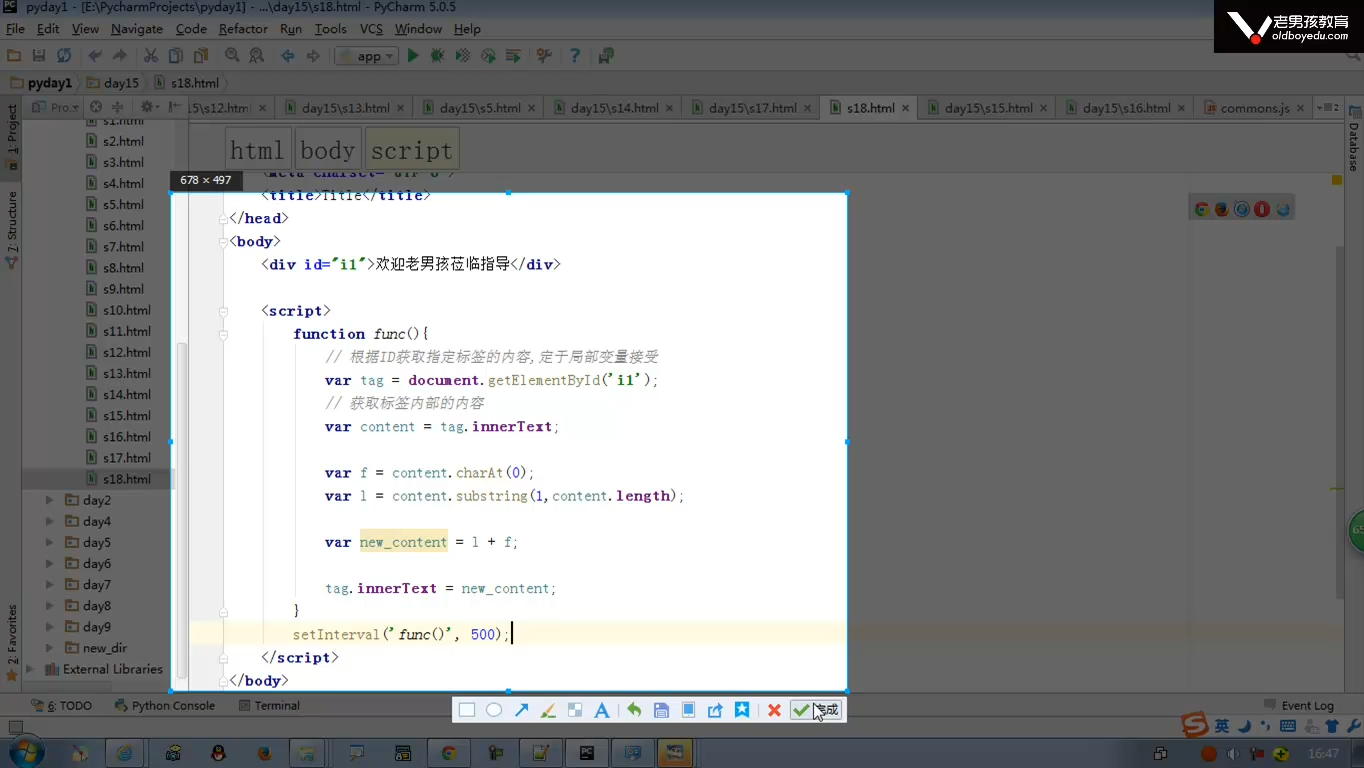 pyday1 - [E:\PycharmProjects\pyday1] - ...\day15\s18.html - PyCharm 5.0.5
File Edit View Navigate Code Refactor Run Tools VCS Window Help
老男孩教育
oldboyedu.com
app
pyday1 day15 s18.html
Pro.. 15\s12.html day15\s13.html day15\s5.html day15\s14.html day15\s17.html s18.html day15\s15.html day15\s16.html commons.js 2
1: Project
7: Structure
2: Favorites
Database
s1.html
s2.html
s3.html
s4.html
s5.html
s6.html
s7.html
s8.html
s9.html
s10.html
s11.html
s12.html
s13.html
s14.html
s15.html
s16.html
s17.html
s18.html
day2
day4
day5
day6
day7
day8
day9
new_dir
External Libraries
html body script
678 × 497
<meta charset="utf-8">
<title>Title</title>
</head>
<body>
<div id="i1">欢迎老男孩莅临指导</div>
<script>
function func(){
// 根据ID获取指定标签的内容,定于局部变量接受
var tag = document.getElementById('i1');
// 获取标签内部的内容
var content = tag.innerText;
var f = content.charAt(0);
var l = content.substring(1,content.length);
var new_content = l + f;
tag.innerText = new_content;
}
setInterval('func()', 500);
</script>
</body>
成
6: TODO Python Console Terminal Event Log
英
16:47